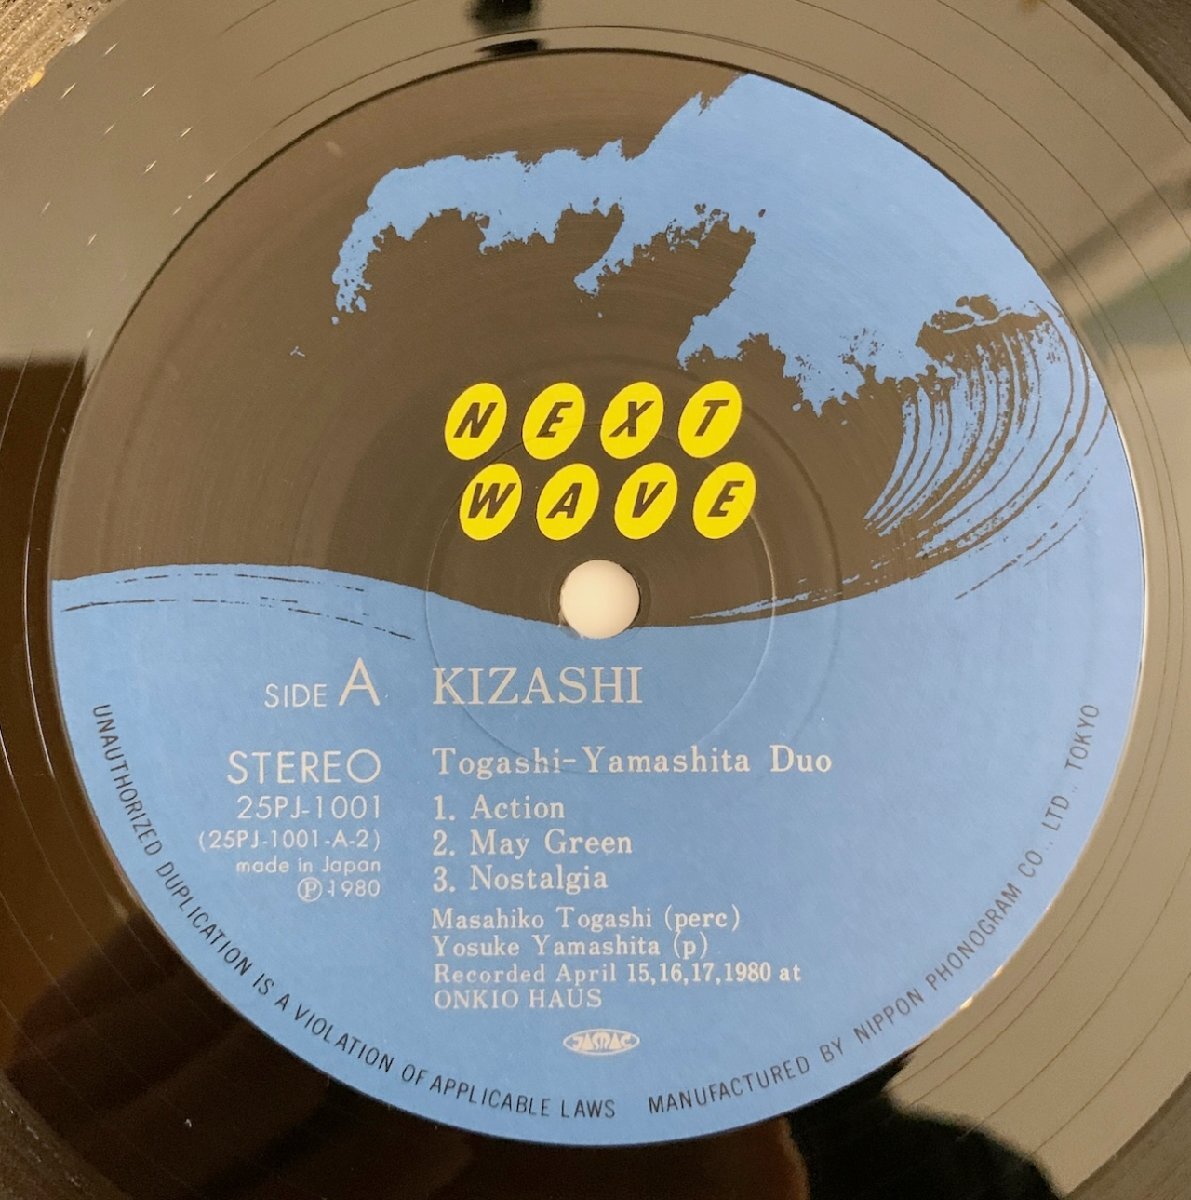 NEXT
WAVE
SIDE A
KIZASHI
STEREO
25PJ-1001
(25PJ-1001-A-2)
made in Japan
Ⓟ1980
Togashi-Yamashita Duo
1. Action
2. May Green
3. Nostalgia
Masahiko Togashi (perc)
Yosuke Yamashita (p)
Recorded April 15,16,17,1980 at
ONKIO HAUS
JASRAC
UNAUTHORIZED DUPLICATION IS A VIOLATION OF APPLICABLE LAWS
MANUFACTURED BY NIPPON PHONOGRAM CO., LTD., TOKYO